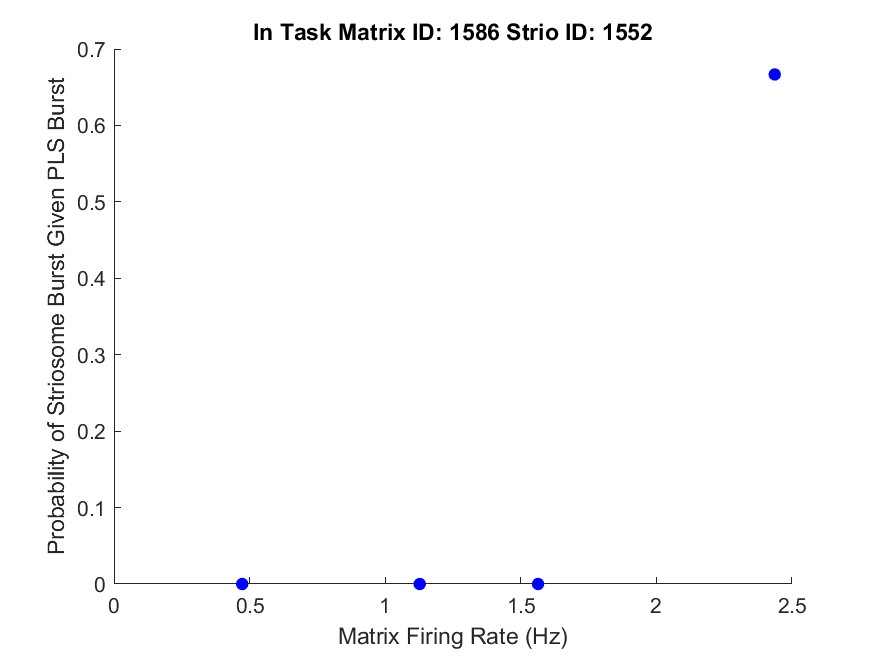 In Task Matrix ID: 1586 Strio ID: 1552
Probability of Striosome Burst Given PLS Burst
0.7
0.6
0.5
0.4
0.3
0.2
0.1
0
0 0.5 1 1.5 2 2.5
Matrix Firing Rate (Hz)